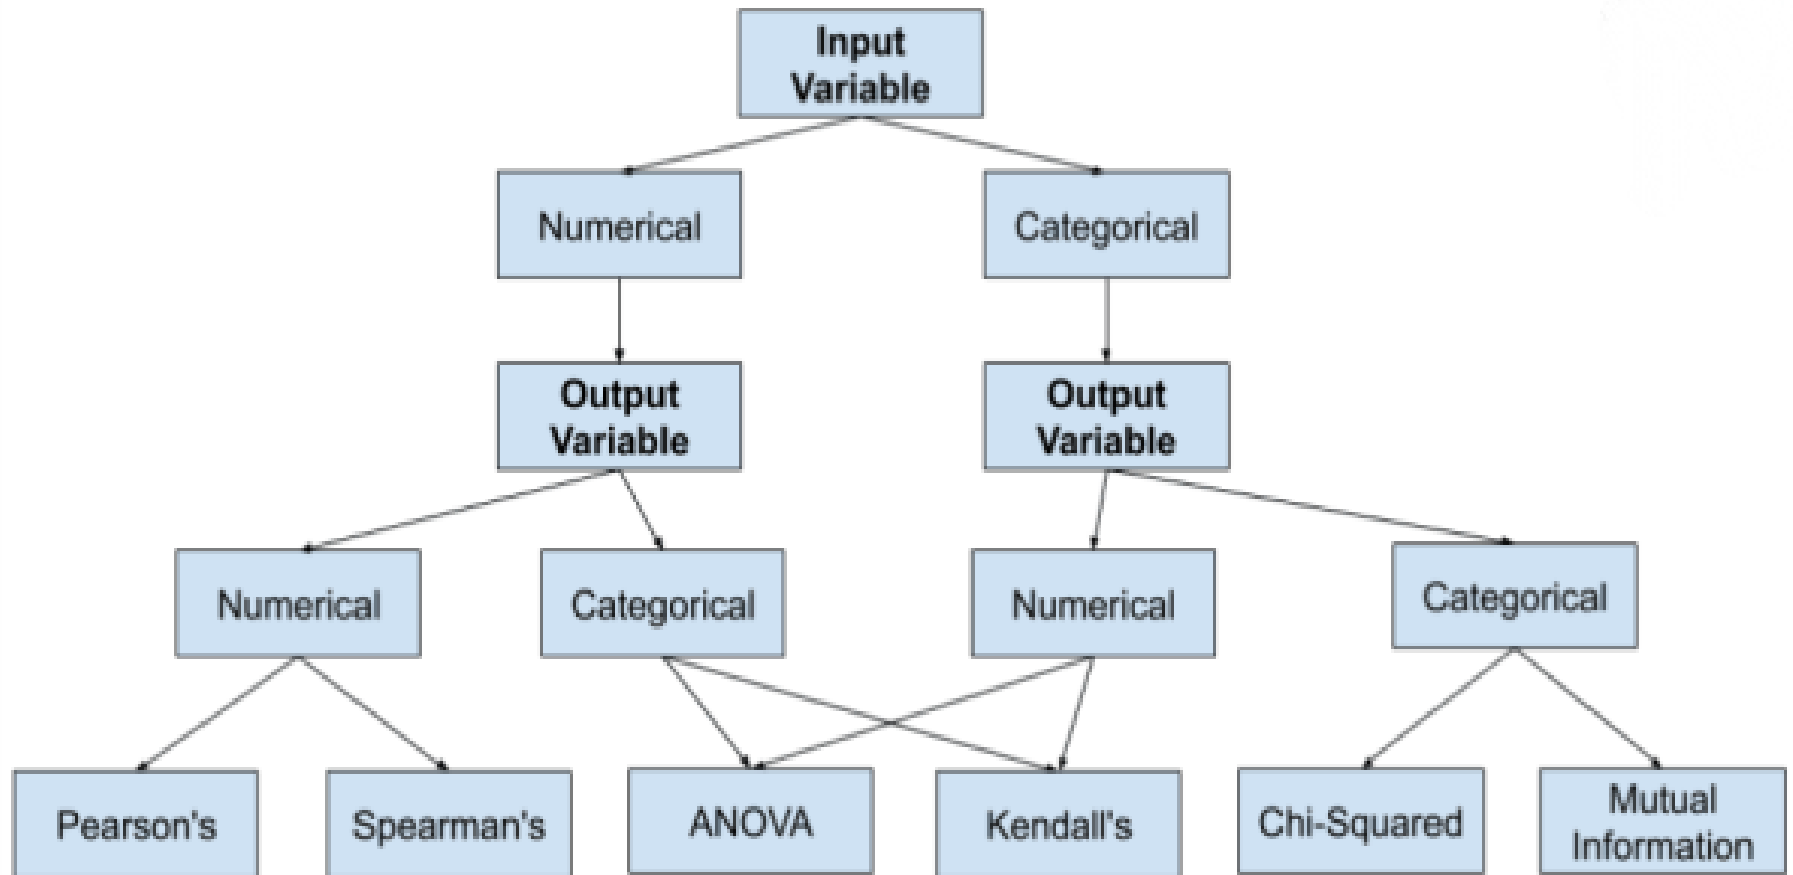 Input
Variable
Numerical
Categorical
Output
Variable
Output
Variable
Numerical
Categorical
Numerical
Categorical
Pearson's
Spearman's
ANOVA
Kendall's
Chi-Squared
Mutual
Information